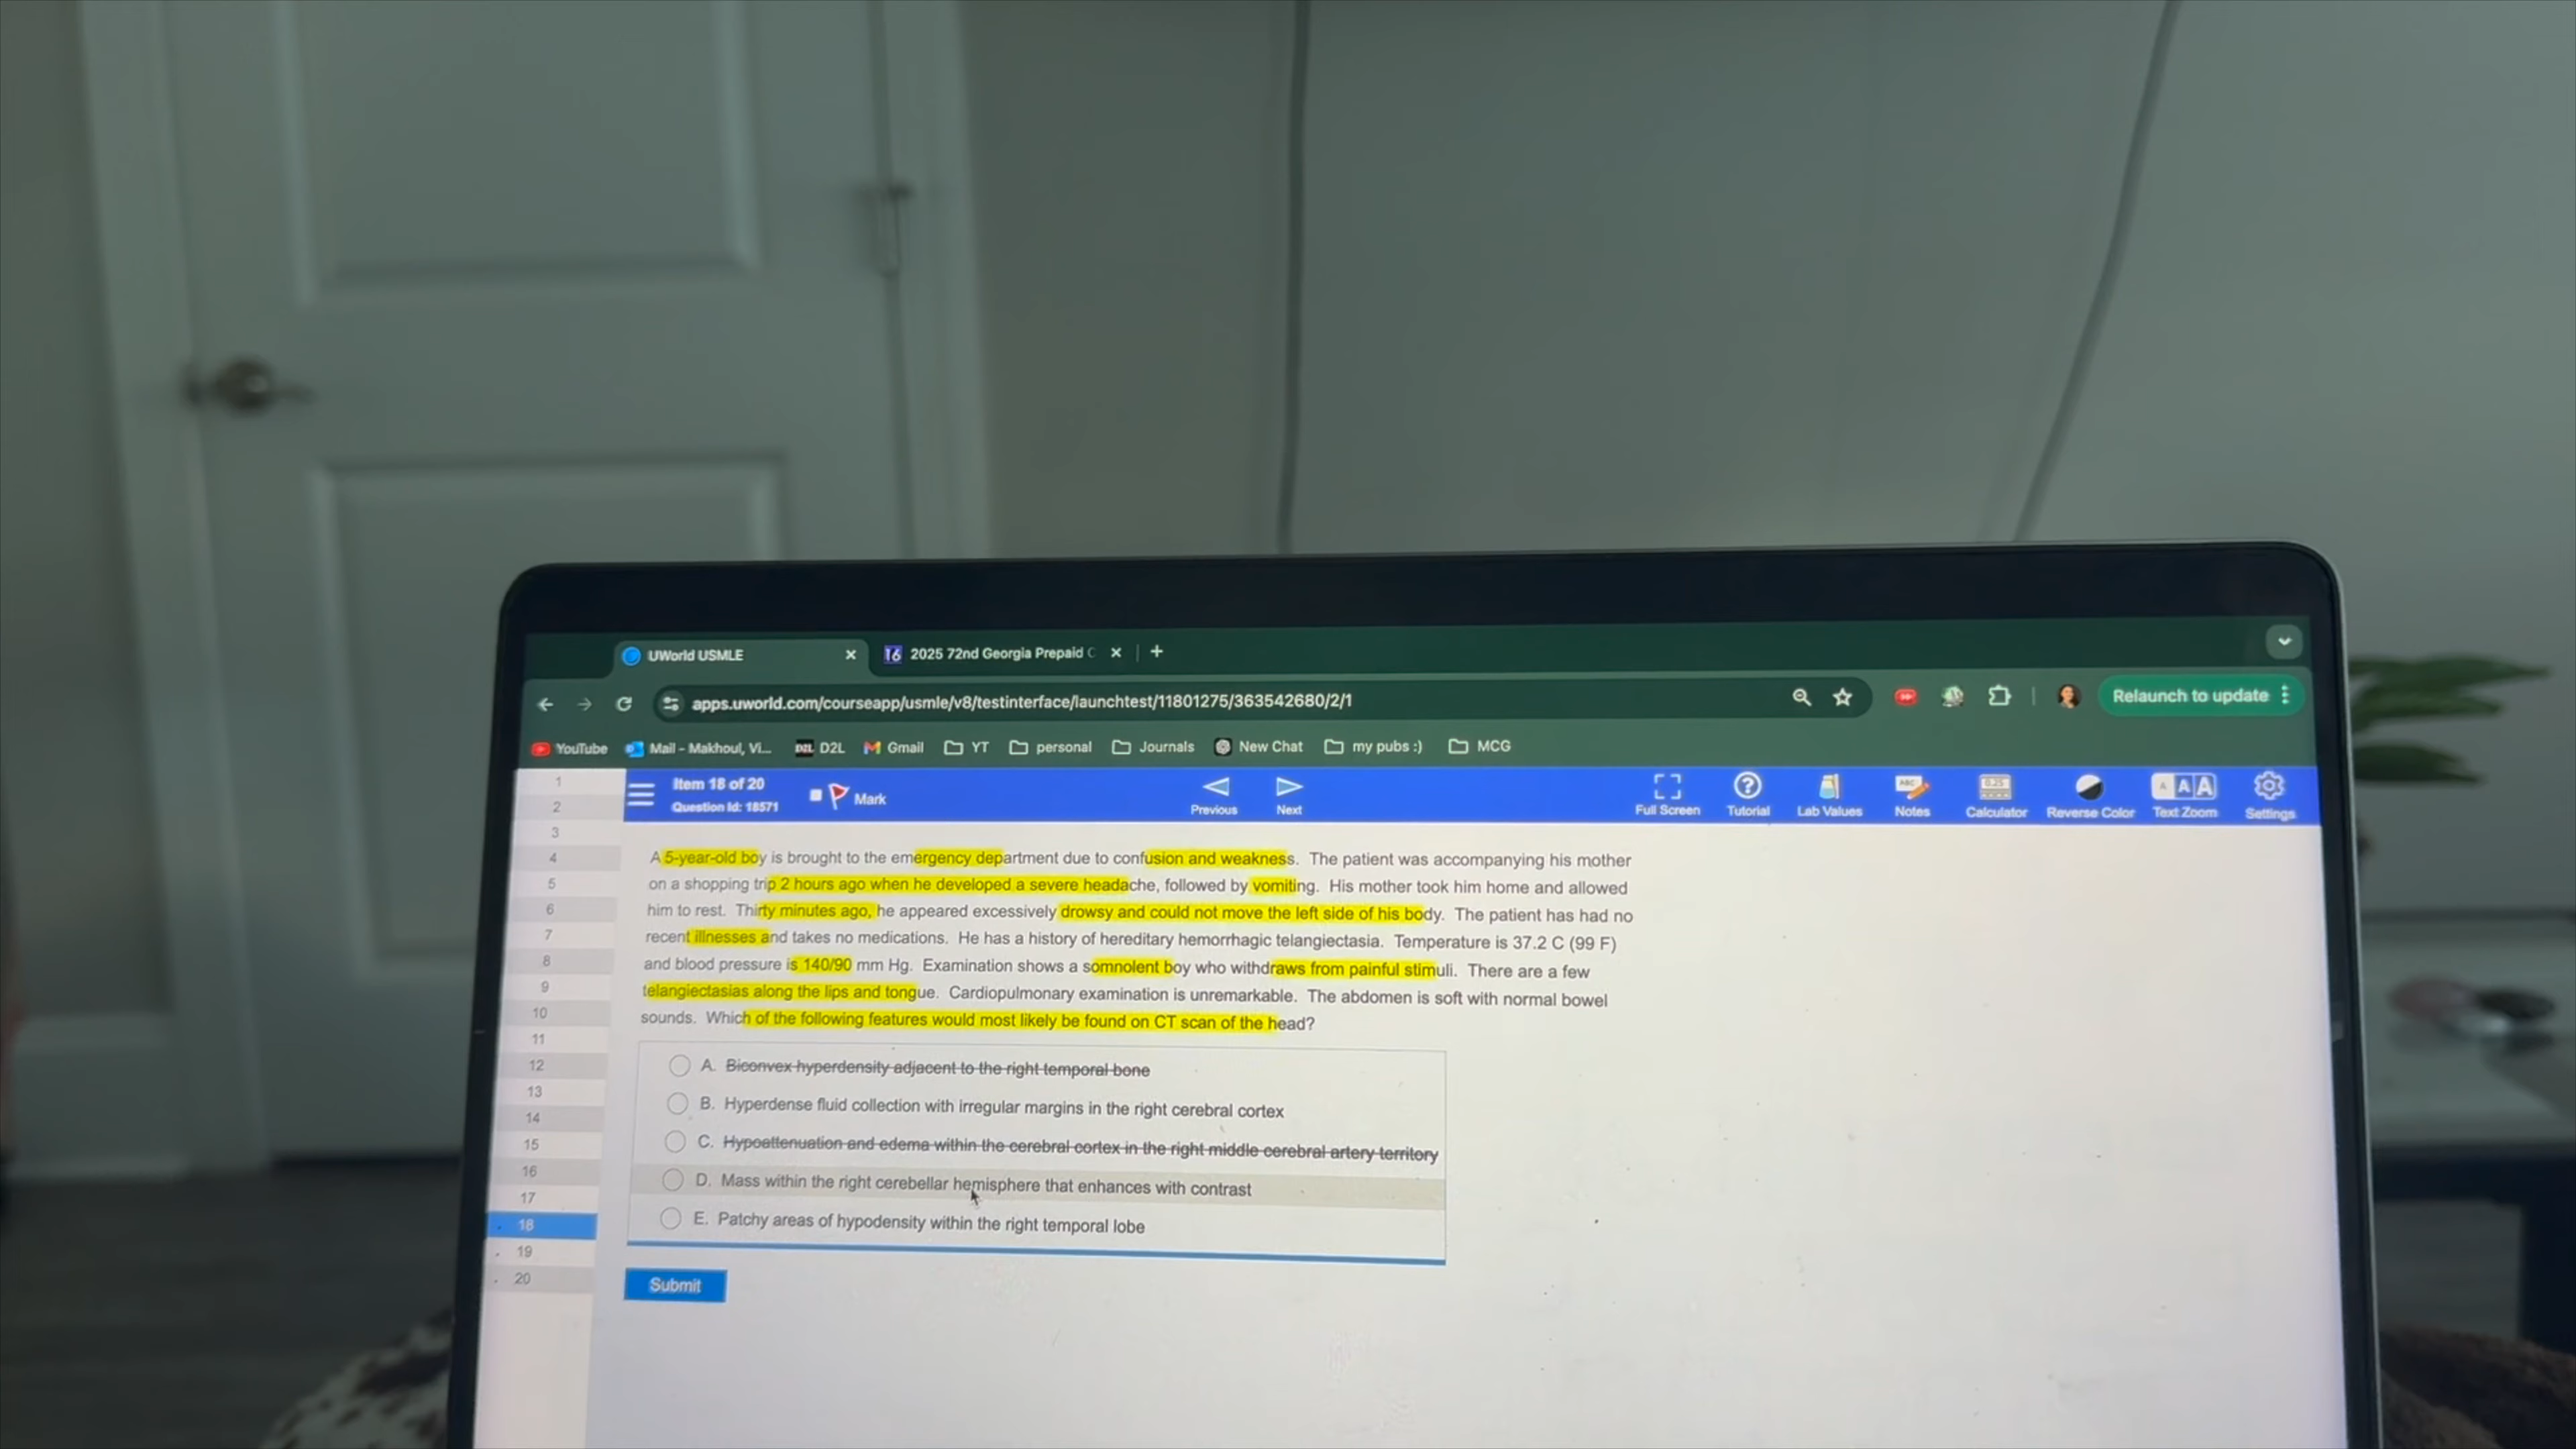 UWorld USMLE
16 2025 72nd Georgia Prepaid C
apps.uworld.com/courseapp/usmle/v8/testinterface/launchtest/11801275/363542680/2/1
Relaunch to update
YouTube Mail - Makhoul, Vi... D2L D2L Gmail YT personal Journals New Chat my pubs :) MCG
Item 18 of 20
Question Id: 18571
Mark
Previous
Next
Full Screen
Tutorial
Lab Values
ABC
Notes
0.25
Calculator
Reverse Color
A A A
Text Zoom
Settings
1
2
3
4
5
6
7
8
9
10
11
12
13
14
15
16
17
18
19
20
A 5-year-old boy is brought to the emergency department due to confusion and weakness. The patient was accompanying his mother
on a shopping trip 2 hours ago when he developed a severe headache, followed by vomiting. His mother took him home and allowed
him to rest. Thirty minutes ago, he appeared excessively drowsy and could not move the left side of his body. The patient has had no
recent illnesses and takes no medications. He has a history of hereditary hemorrhagic telangiectasia. Temperature is 37.2 C (99 F)
and blood pressure is 140/90 mm Hg. Examination shows a somnolent boy who withdraws from painful stimuli. There are a few
telangiectasias along the lips and tongue. Cardiopulmonary examination is unremarkable. The abdomen is soft with normal bowel
sounds. Which of the following features would most likely be found on CT scan of the head?
A. Biconvex hyperdensity adjacent to the right temporal bone
B. Hyperdense fluid collection with irregular margins in the right cerebral cortex
C. Hypoattenuation and edema within the cerebral cortex in the right middle cerebral artery territory
D. Mass within the right cerebellar hemisphere that enhances with contrast
E. Patchy areas of hypodensity within the right temporal lobe
Submit